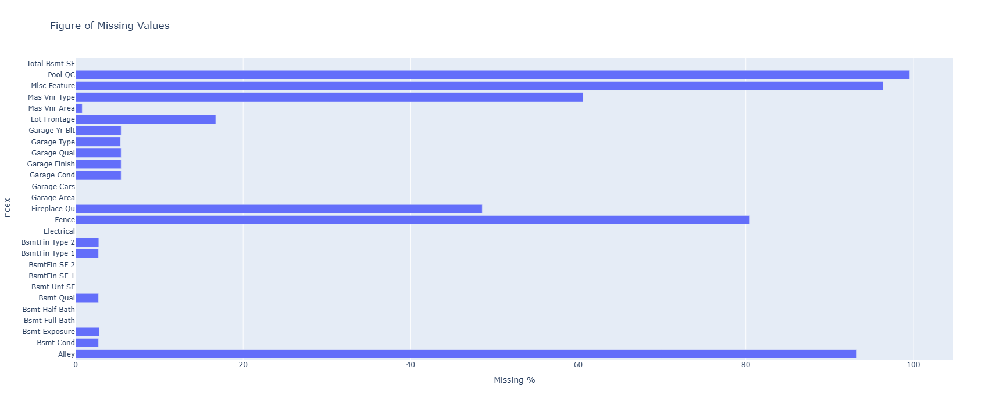 Figure of Missing Values
index
Total Bsmt SF
Pool QC
Misc Feature
Mas Vnr Type
Mas Vnr Area
Lot Frontage
Garage Yr Blt
Garage Type
Garage Qual
Garage Finish
Garage Cond
Garage Cars
Garage Area
Fireplace Qu
Fence
Electrical
BsmtFin Type 2
BsmtFin Type 1
BsmtFin SF 2
BsmtFin SF 1
Bsmt Unf SF
Bsmt Qual
Bsmt Half Bath
Bsmt Full Bath
Bsmt Exposure
Bsmt Cond
Alley
0 20 40 60 80 100
Missing %